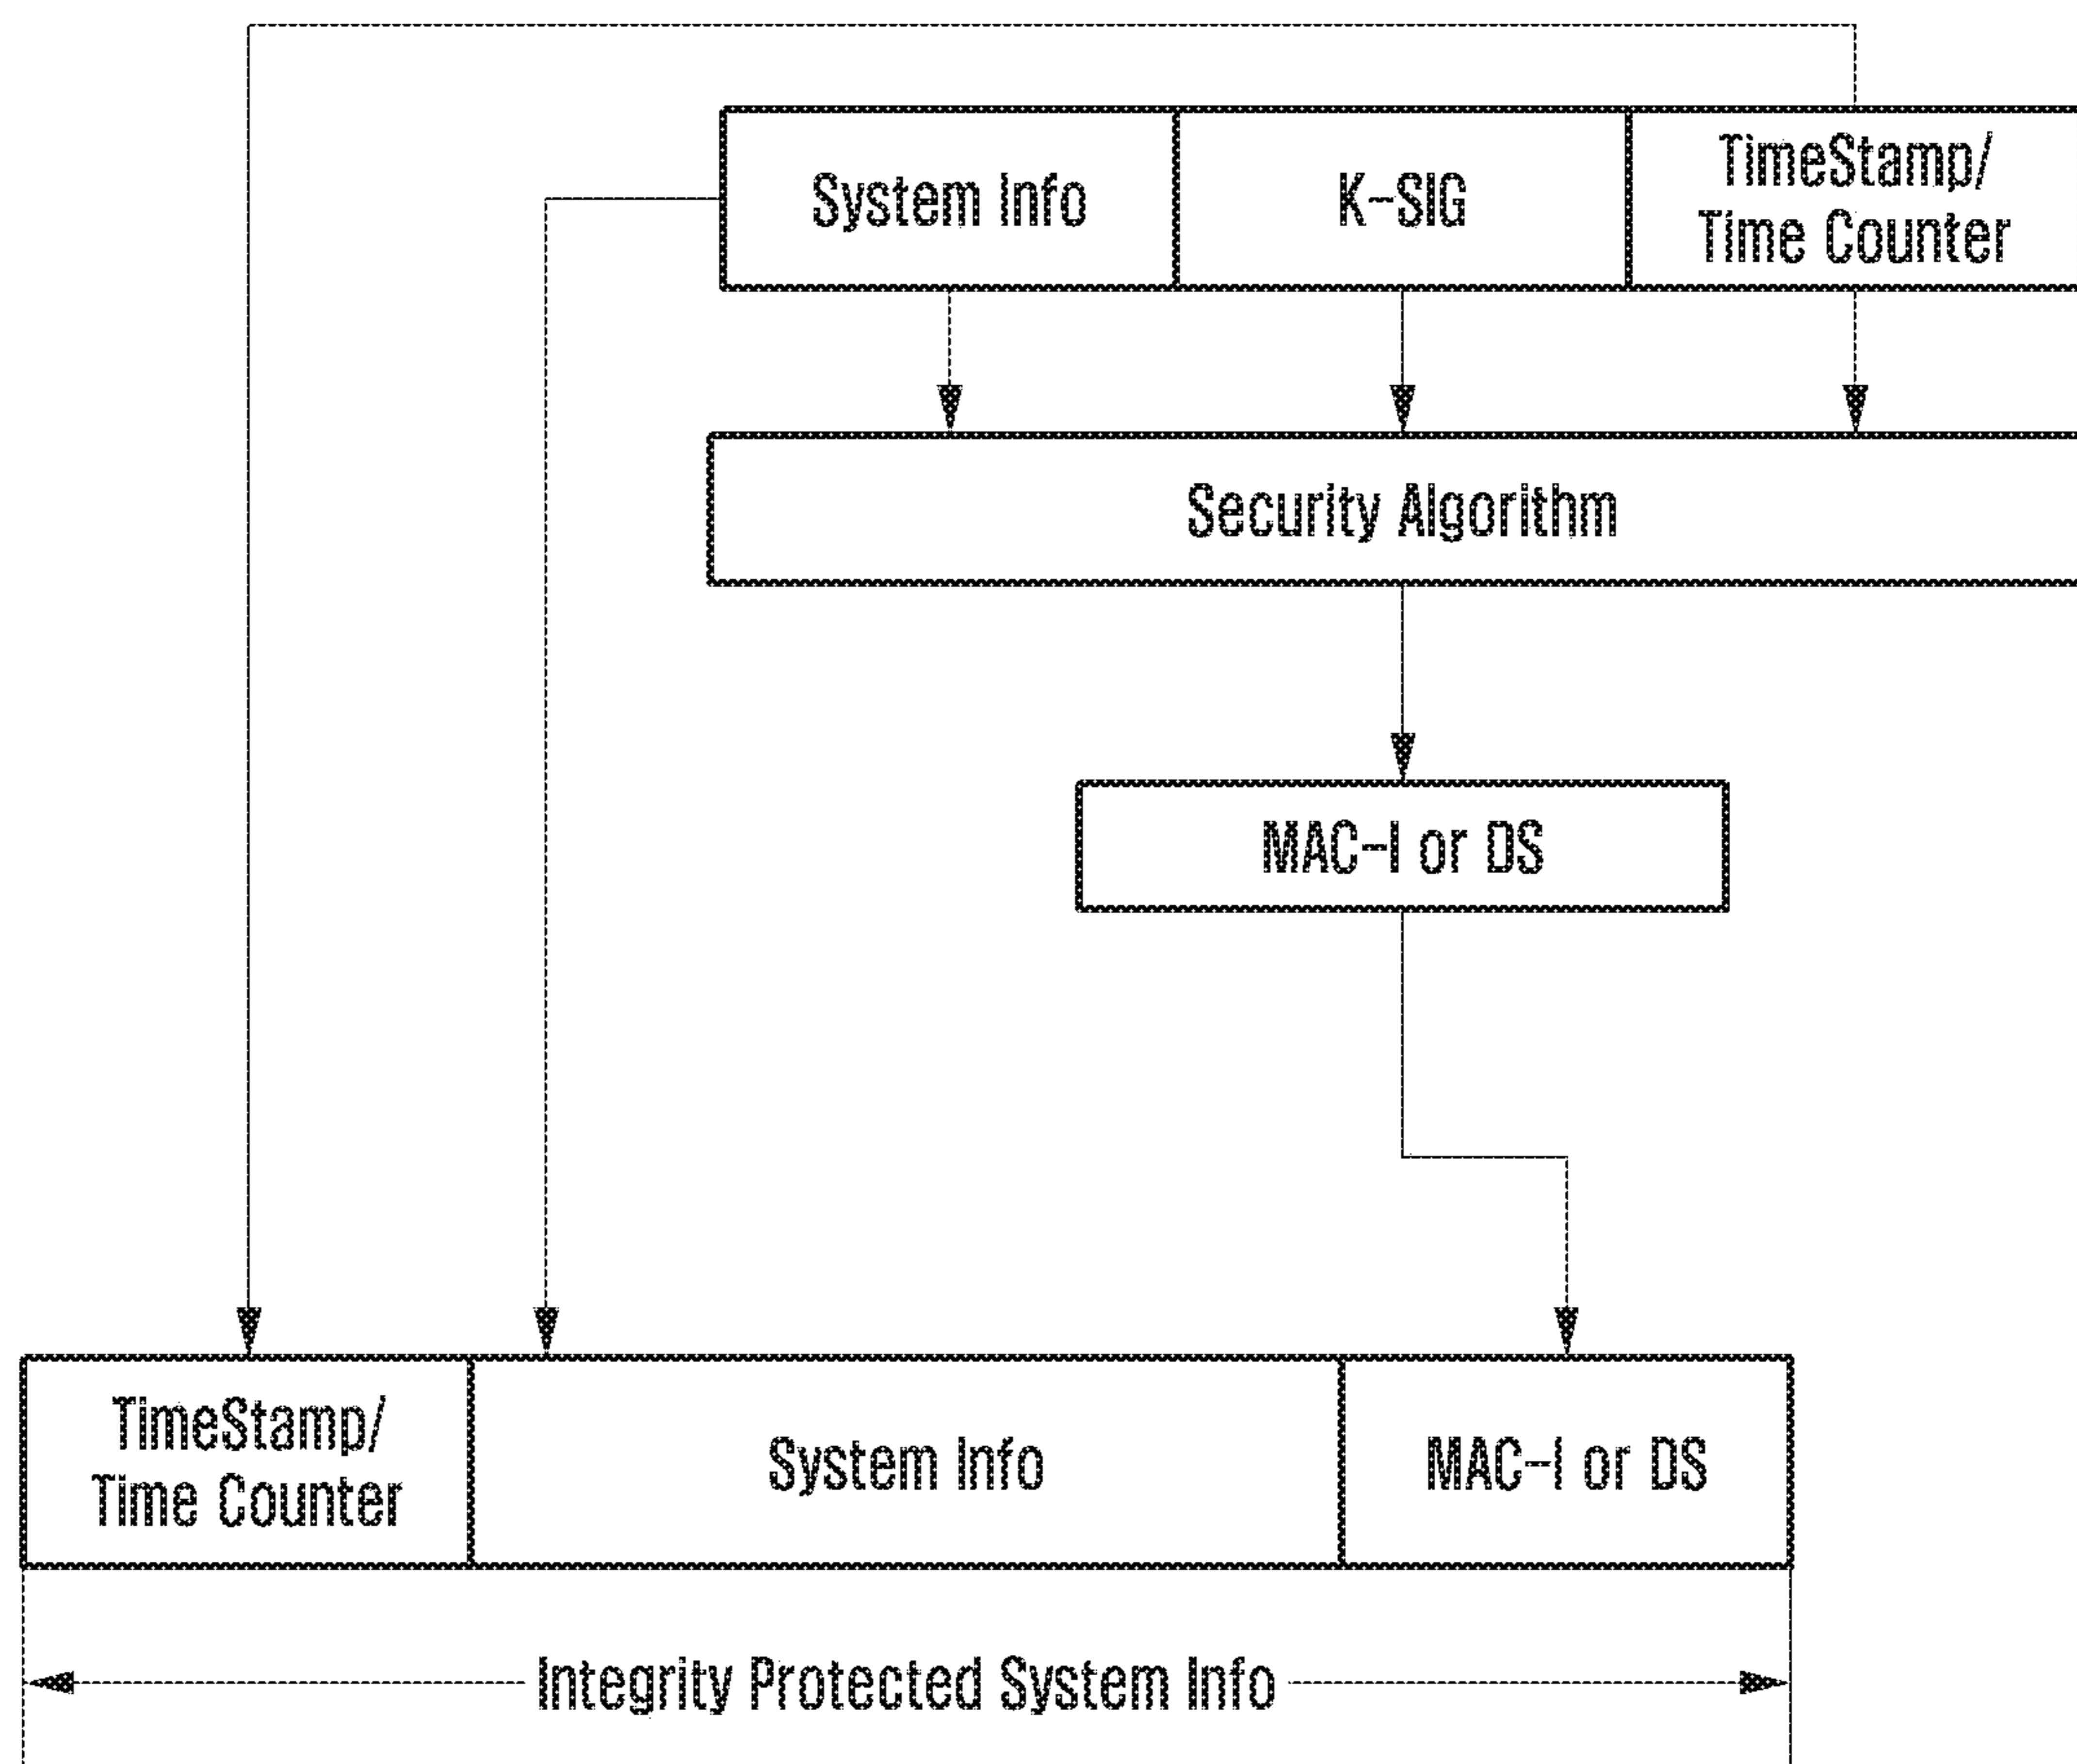 System Info
K-SIG
TimeStamp/
Time Counter
Security Algorithm
MAC-I or DS
TimeStamp/
Time Counter
System Info
MAC-I or DS
Integrity Protected System Info